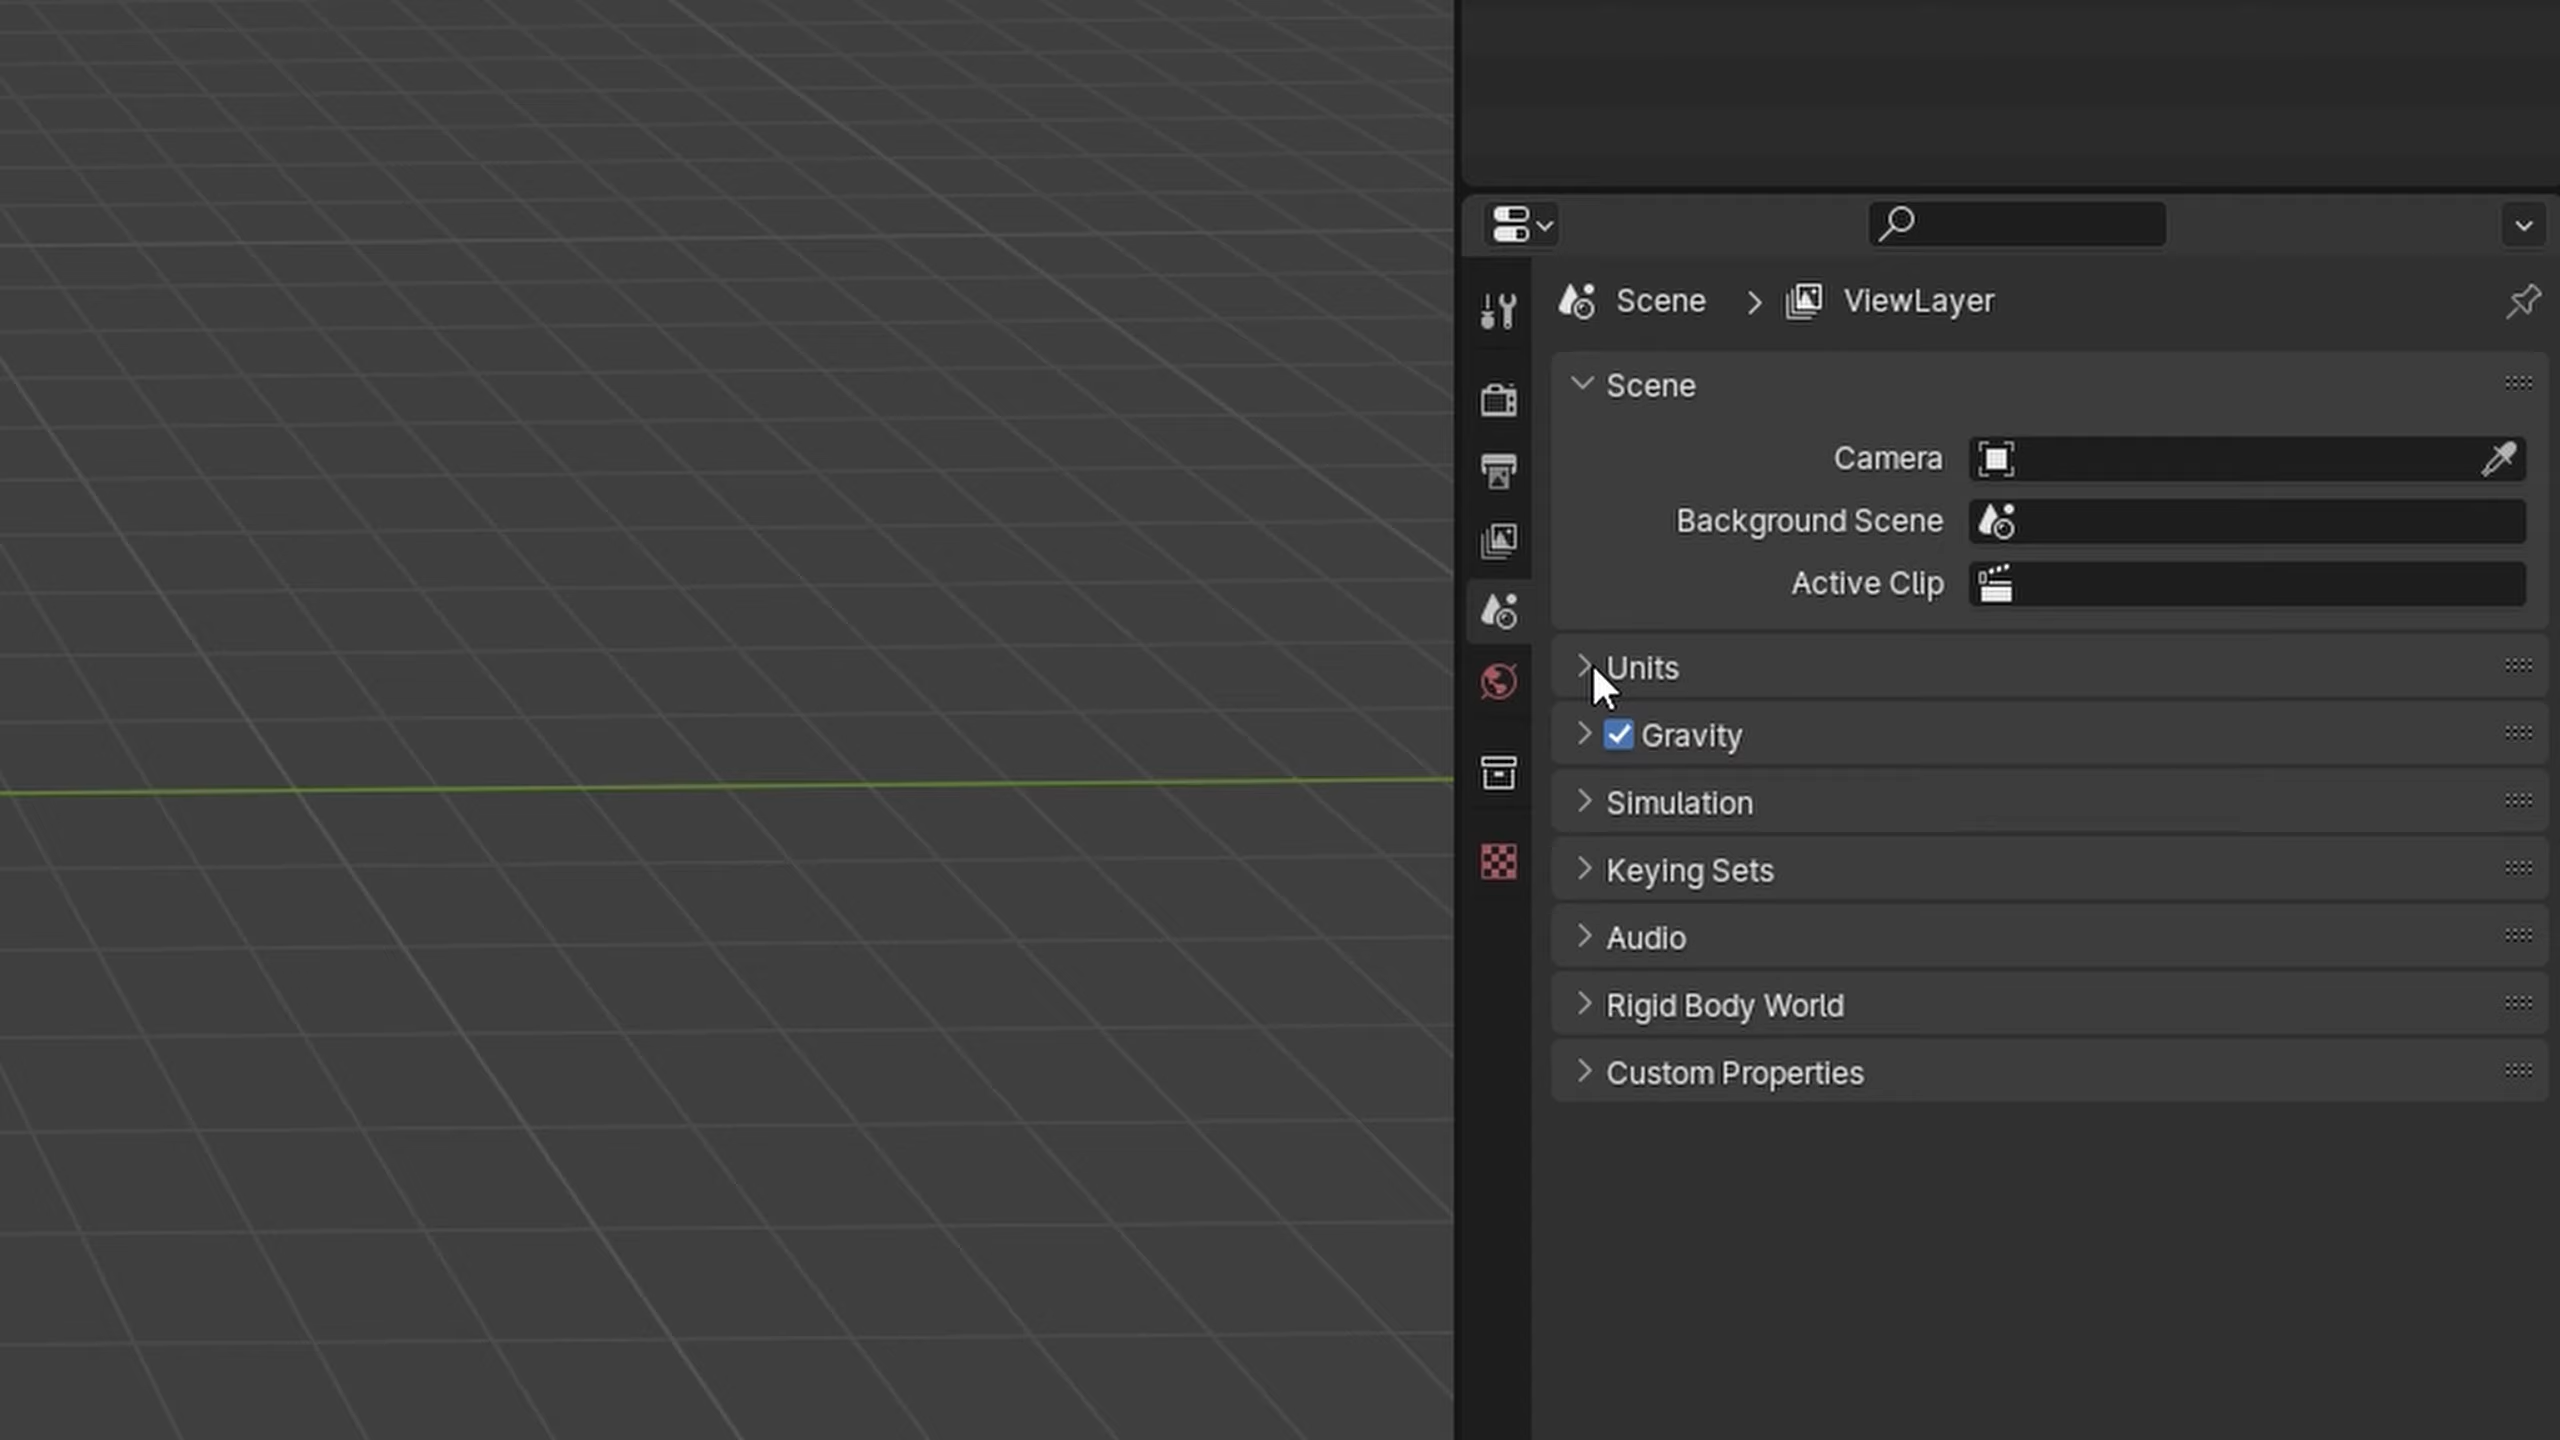 Scene > ViewLayer
Scene
Camera
Background Scene
Active Clip
Units
Gravity
Simulation
Keying Sets
Audio
Rigid Body World
Custom Properties